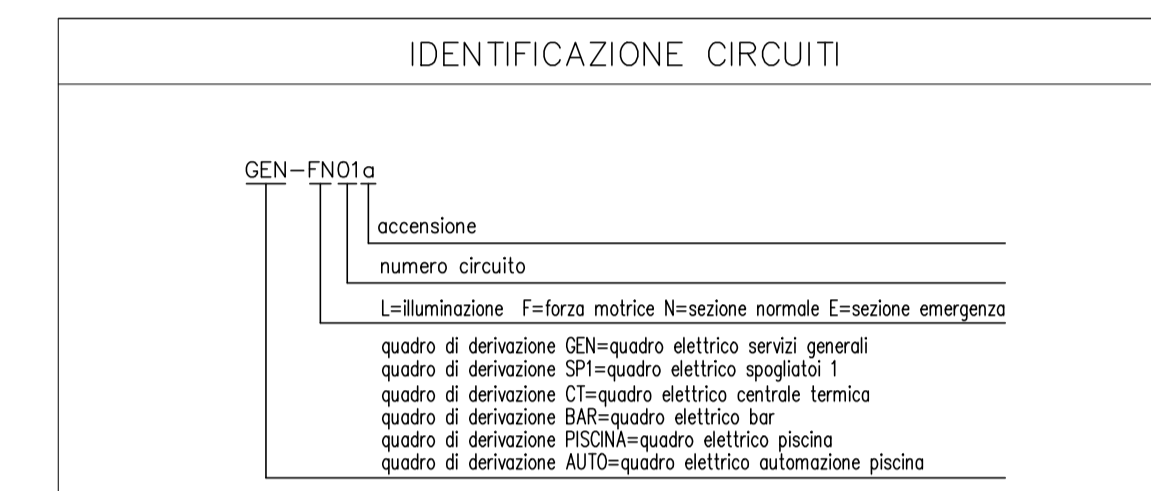 IDENTIFICAZIONE CIRCUITI
GEN-FN01a
accensione
numero circuito
L=illuminazione F=forza motrice N=sezione normale E=sezione emergenza
quadro di derivazione GEN=quadro elettrico servizi generali
quadro di derivazione SP1=quadro elettrico spogliatoi 1
quadro di derivazione CT=quadro elettrico centrale termica
quadro di derivazione BAR=quadro elettrico bar
quadro di derivazione PISCINA=quadro elettrico piscina
quadro di derivazione AUTO=quadro elettrico automazione piscina